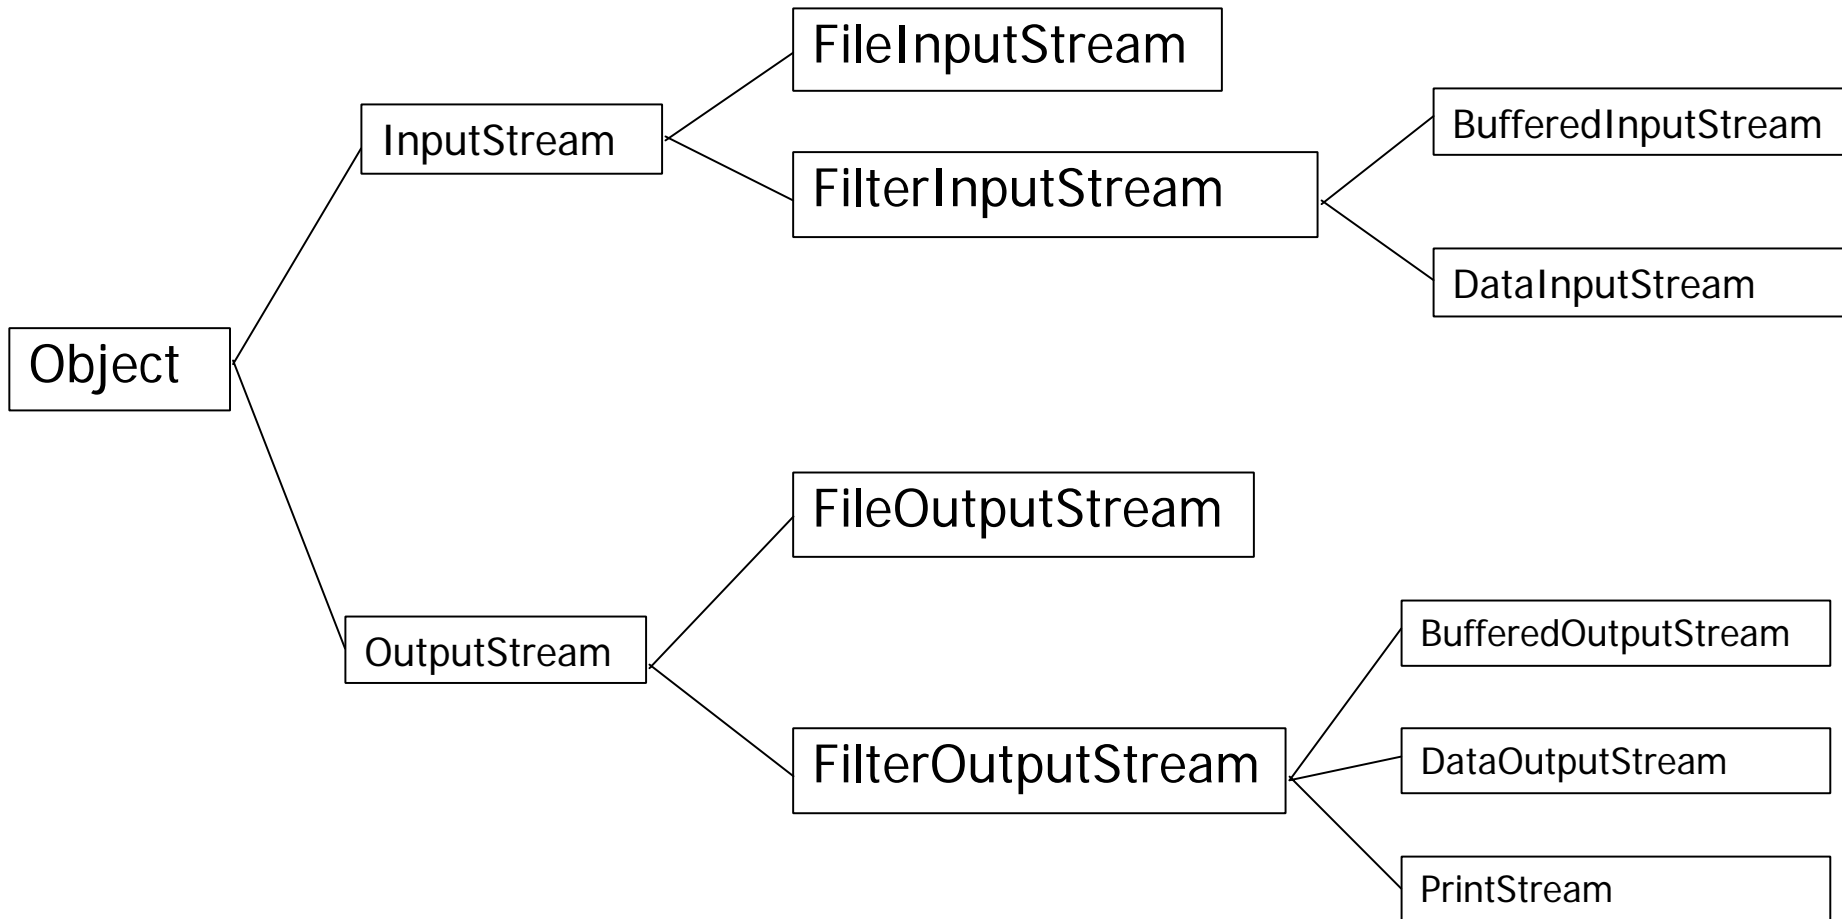 FileInputStream
InputStream
BufferedInputStream
FilterInputStream
DataInputStream
Object
FileOutputStream
OutputStream
BufferedOutputStream
FilterOutputStream
DataOutputStream
PrintStream